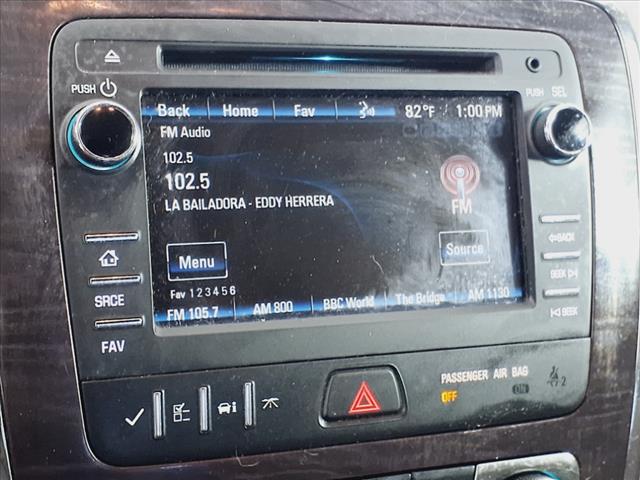 PUSH
PUSH SEL
Back Home Fav 82°F 1:00 PM
FM Audio
102.5
102.5
LA BAILADORA - EDDY HERRERA
FM
Menu
Source
Fav 1 2 3 4 5 6
FM 105.7 AM 800 BBC World The Bridge AM 1130
BACK
SEEK
SEEK
SRCE
FAV
PASSENGER AIR BAG
OFF ON 2